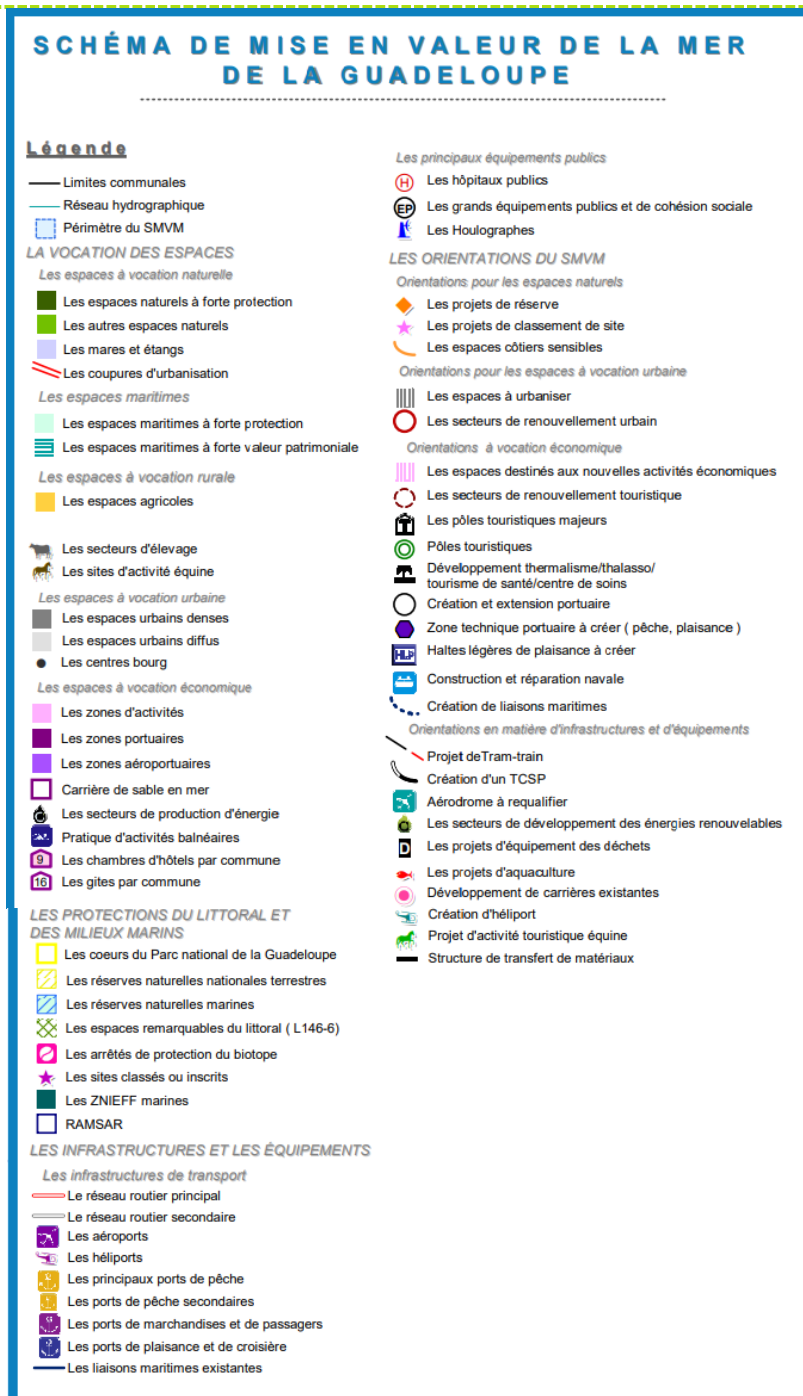 SCHÉMA DE MISE EN VALEUR DE LA MER
DE LA GUADELOUPE
Légende
Limites communales
Réseau hydrographique
Périmètre du SMVM
LA VOCATION DES ESPACES
Les espaces à vocation naturelle
Les espaces naturels à forte protection
Les autres espaces naturels
Les mares et étangs
Les coupures d'urbanisation
Les espaces maritimes
Les espaces maritimes à forte protection
Les espaces maritimes à forte valeur patrimoniale
Les espaces à vocation rurale
Les espaces agricoles
Les secteurs d'élevage
Les sites d'activité équine
Les espaces à vocation urbaine
Les espaces urbains denses
Les espaces urbains diffus
Les centres bourg
Les espaces à vocation économique
Les zones d'activités
Les zones portuaires
Les zones aéroportuaires
Carrière de sable en mer
Les secteurs de production d'énergie
Pratique d'activités balnéaires
9 Les chambres d'hôtels par commune
16 Les gites par commune
LES PROTECTIONS DU LITTORAL ET
DES MILIEUX MARINS
Les coeurs du Parc national de la Guadeloupe
Les réserves naturelles nationales terrestres
Les réserves naturelles marines
Les espaces remarquables du littoral ( L146-6)
Les arrêtés de protection du biotope
Les sites classés ou inscrits
Les ZNIEFF marines
RAMSAR
LES INFRASTRUCTURES ET LES ÉQUIPEMENTS
Les infrastructures de transport
Le réseau routier principal
Le réseau routier secondaire
Les aéroports
Les héliports
Les principaux ports de pêche
Les ports de pêche secondaires
Les ports de marchandises et de passagers
Les ports de plaisance et de croisière
Les liaisons maritimes existantes
Les principaux équipements publics
H Les hôpitaux publics
EP Les grands équipements publics et de cohésion sociale
Les Houlographes
LES ORIENTATIONS DU SMVM
Orientations pour les espaces naturels
Les projets de réserve
Les projets de classement de site
Les espaces côtiers sensibles
Orientations pour les espaces à vocation urbaine
Les espaces à urbaniser
Les secteurs de renouvellement urbain
Orientations à vocation économique
Les espaces destinés aux nouvelles activités économiques
Les secteurs de renouvellement touristique
Les pôles touristiques majeurs
Pôles touristiques
Développement thermalisme/thalasso/
tourisme de santé/centre de soins
Création et extension portuaire
Zone technique portuaire à créer ( pêche, plaisance )
HLP Haltes légères de plaisance à créer
Construction et réparation navale
Création de liaisons maritimes
Orientations en matière d'infrastructures et d'équipements
Projet deTram-train
Création d'un TCSP
Aérodrome à requalifier
Les secteurs de développement des énergies renouvelables
D Les projets d'équipement des déchets
Les projets d'aquaculture
Développement de carrières existantes
Création d'héliport
Projet d'activité touristique équine
Structure de transfert de matériaux